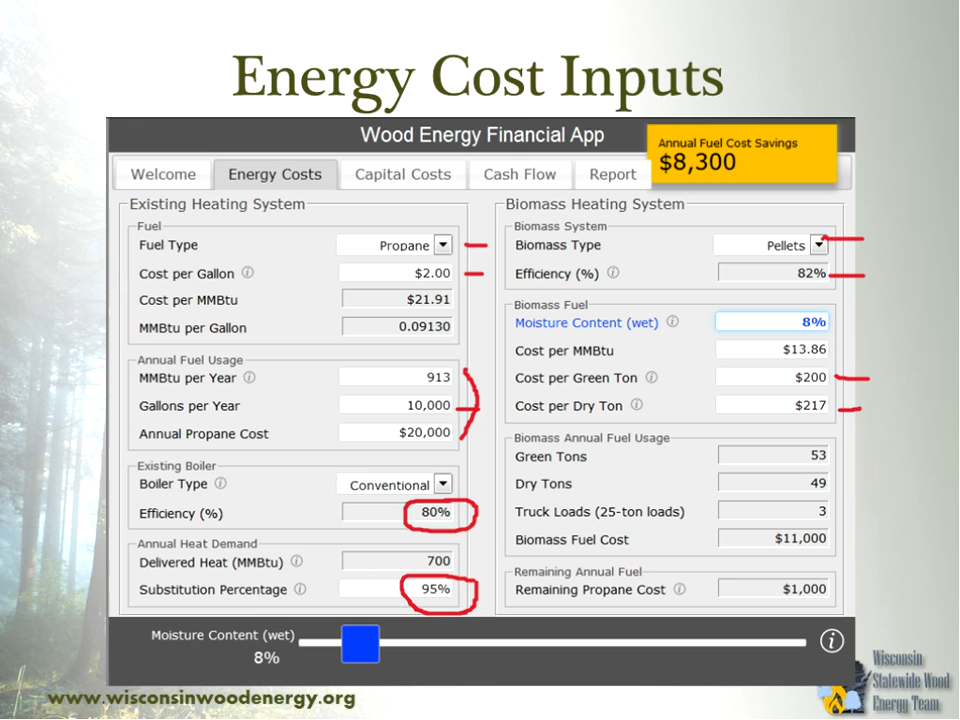 Energy Cost Inputs
Wood Energy Financial App
Annual Fuel Cost Savings
$8,300
Welcome
Energy Costs
Capital Costs
Cash Flow
Report
Existing Heating System
Fuel
Fuel Type Propane
Cost per Gallon $2.00
Cost per MMBtu $21.91
MMBtu per Gallon 0.09130
Annual Fuel Usage
MMBtu per Year 913
Gallons per Year 10,000
Annual Propane Cost $20,000
Existing Boiler
Boiler Type Conventional
Efficiency (%) 80%
Annual Heat Demand
Delivered Heat (MMBtu) 700
Substitution Percentage 95%
Biomass Heating System
Biomass System
Biomass Type Pellets
Efficiency (%) 82%
Biomass Fuel
Moisture Content (wet) 8%
Cost per MMBtu $13.86
Cost per Green Ton $200
Cost per Dry Ton $217
Biomass Annual Fuel Usage
Green Tons 53
Dry Tons 49
Truck Loads (25-ton loads) 3
Biomass Fuel Cost $11,000
Remaining Annual Fuel
Remaining Propane Cost $1,000
Moisture Content (wet)
8%
www.wisconsinwoodenergy.org
Wisconsin
Statewide Wood
Energy Team